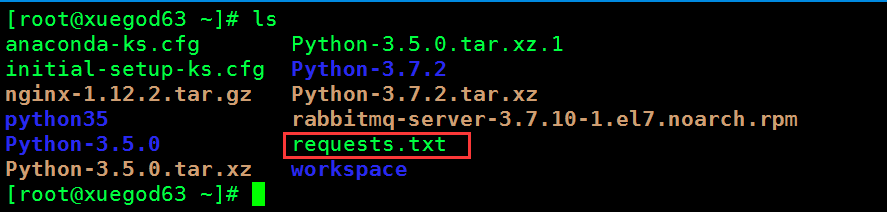 [root@xuegod63 ~]# ls
anaconda-ks.cfg Python-3.5.0.tar.xz.1
initial-setup-ks.cfg Python-3.7.2
nginx-1.12.2.tar.gz Python-3.7.2.tar.xz
python35 rabbitmq-server-3.7.10-1.el7.noarch.rpm
Python-3.5.0 requests.txt
Python-3.5.0.tar.xz workspace
[root@xuegod63 ~]#